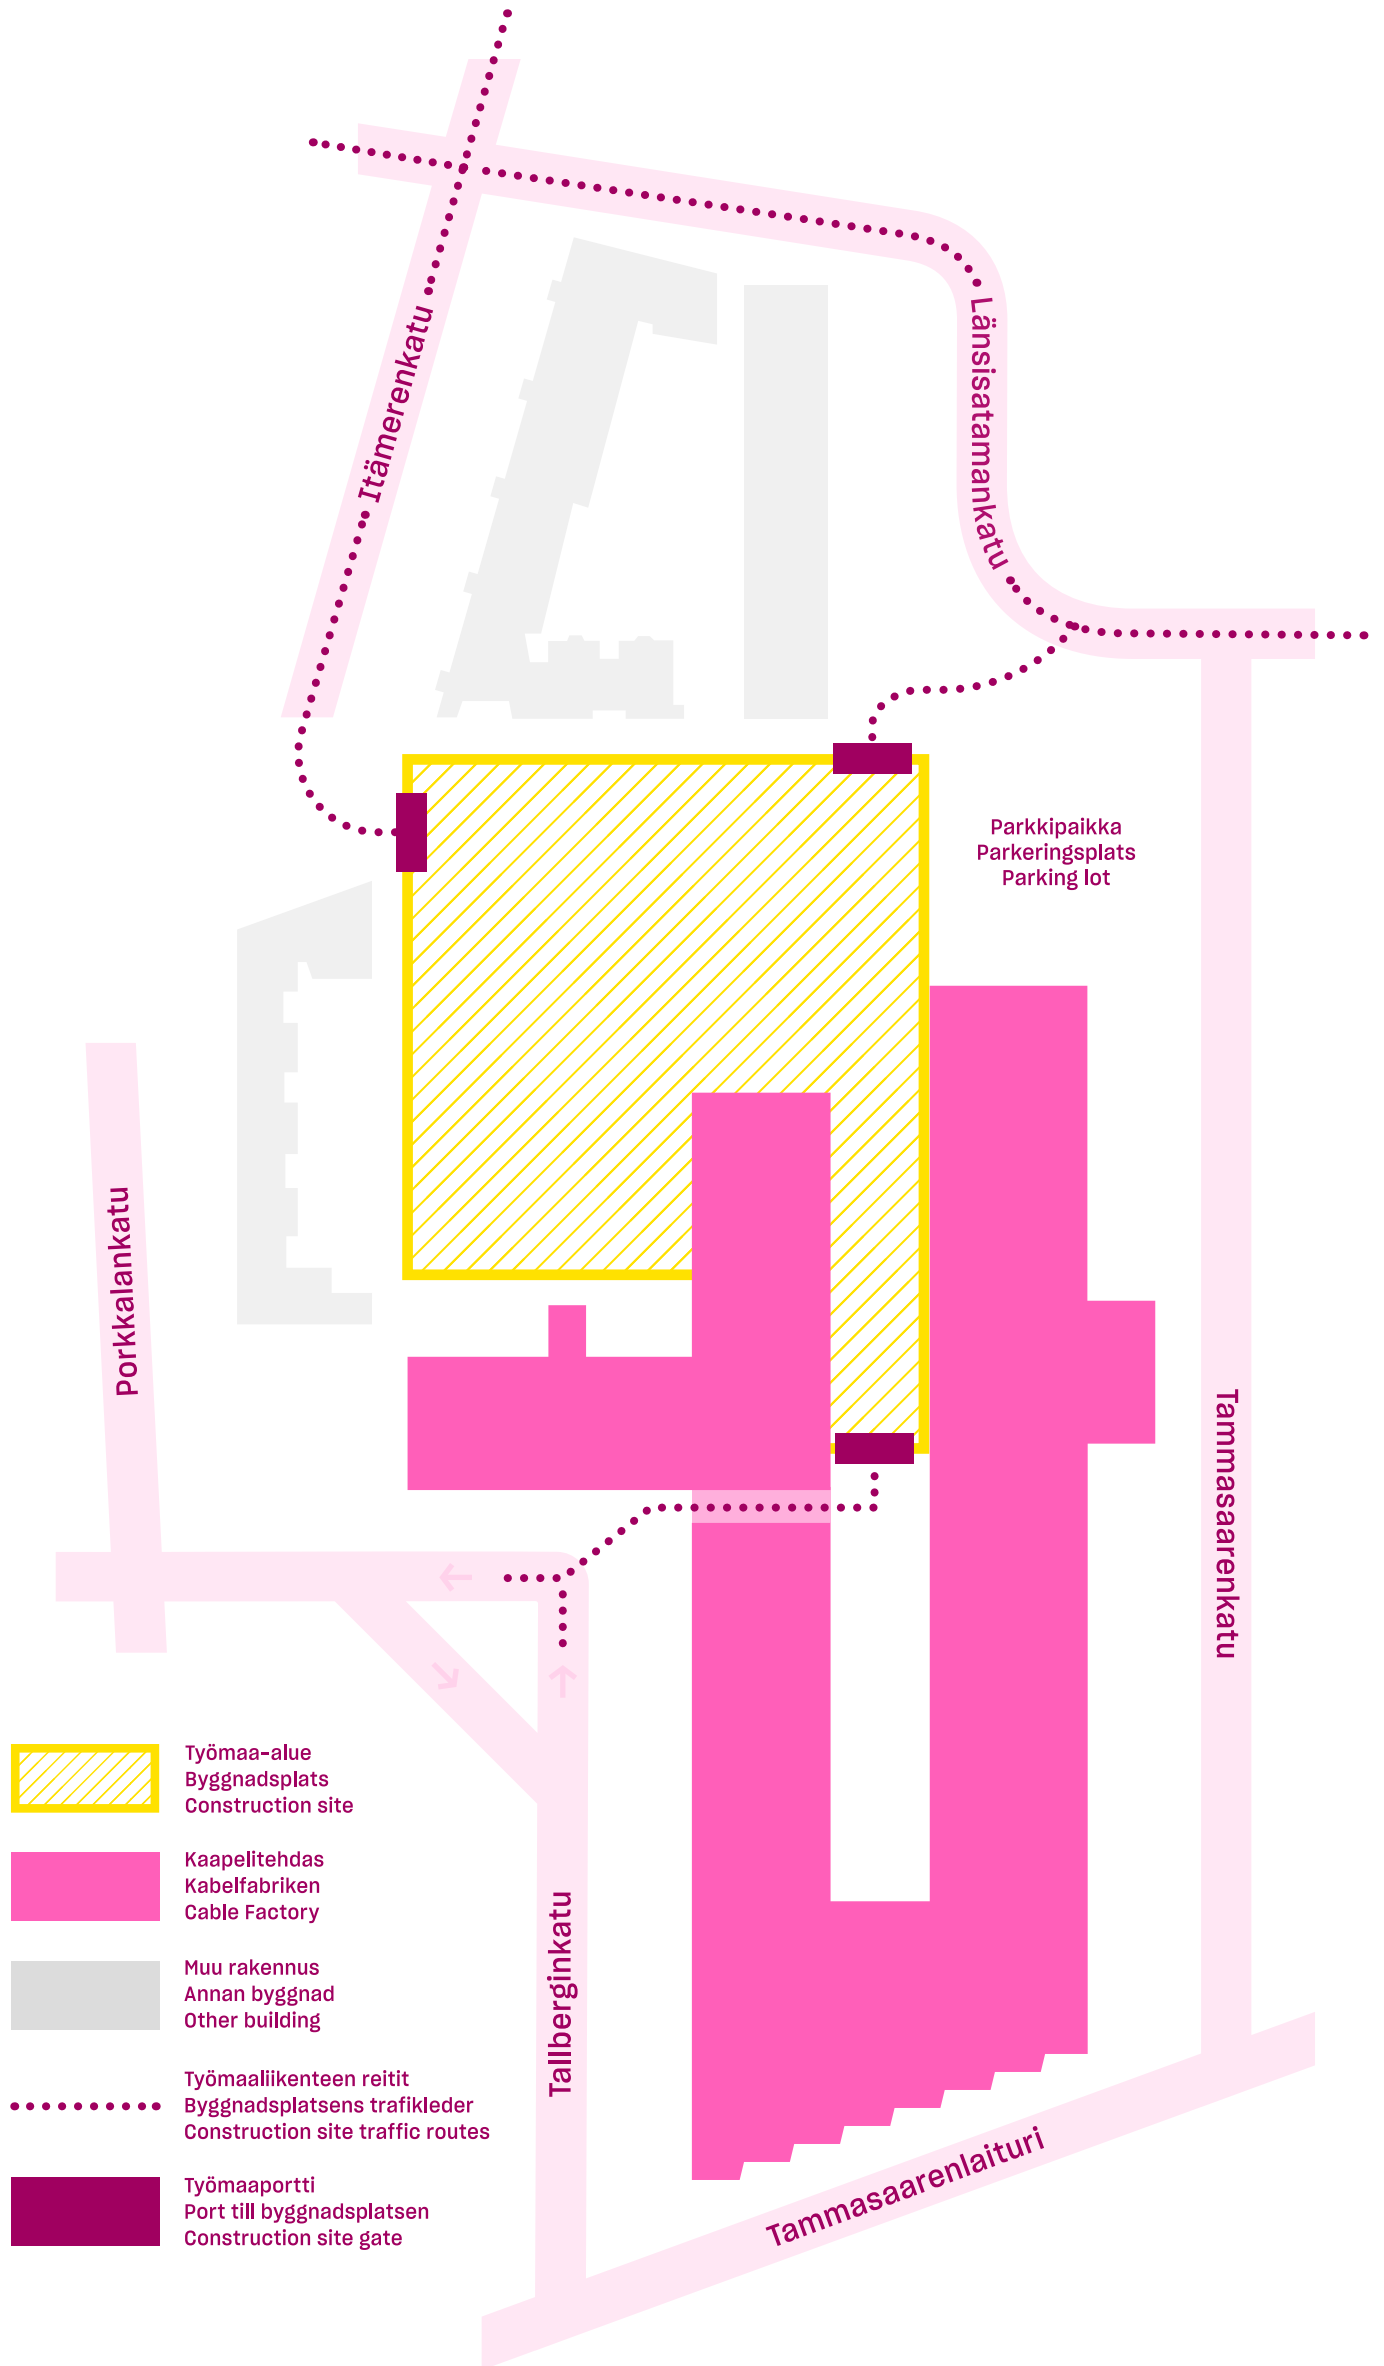 Itämerenkatu
Länsisatamankatu
Parkkipaikka
Parkeringsplats
Parking lot
Porkkalankatu
Tammasaarenkatu
Työmaa-alue
Byggnadsplats
Construction site
Kaapelitehdas
Kabelfabriken
Cable Factory
Muu rakennus
Annan byggnad
Other building
Työmaaliikenteen reitit
Byggnadsplatsens trafikleder
Construction site traffic routes
Työmaaportti
Port till byggnadsplatsen
Construction site gate
Tallberginkatu
Tammasaarenlaituri